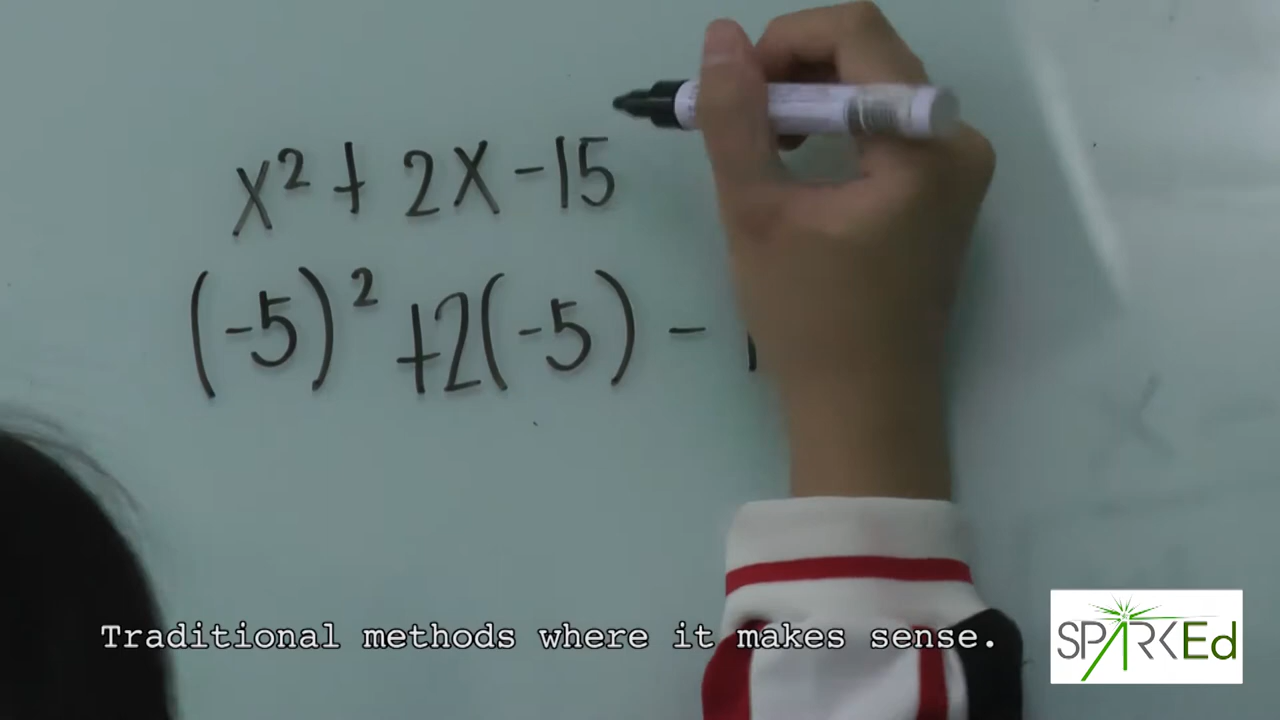 x² + 2x - 15
(-5)² +2(-5) -
Traditional methods where it makes sense.
SPARKEd